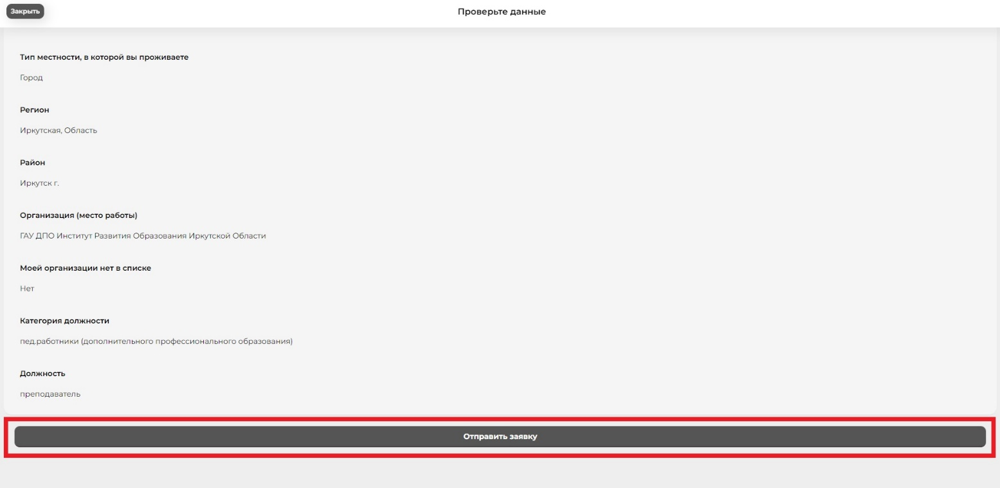 Закрыть
Проверьте данные
Тип местности, в которой вы проживаете
Город
Регион
Иркутская, Область
Район
Иркутск г.
Организация (место работы)
ГАУ ДПО Институт Развития Образования Иркутской Области
Моей организации нет в списке
Нет
Категория должности
пед.работники (дополнительного профессионального образования)
Должность
преподаватель
Отправить заявку